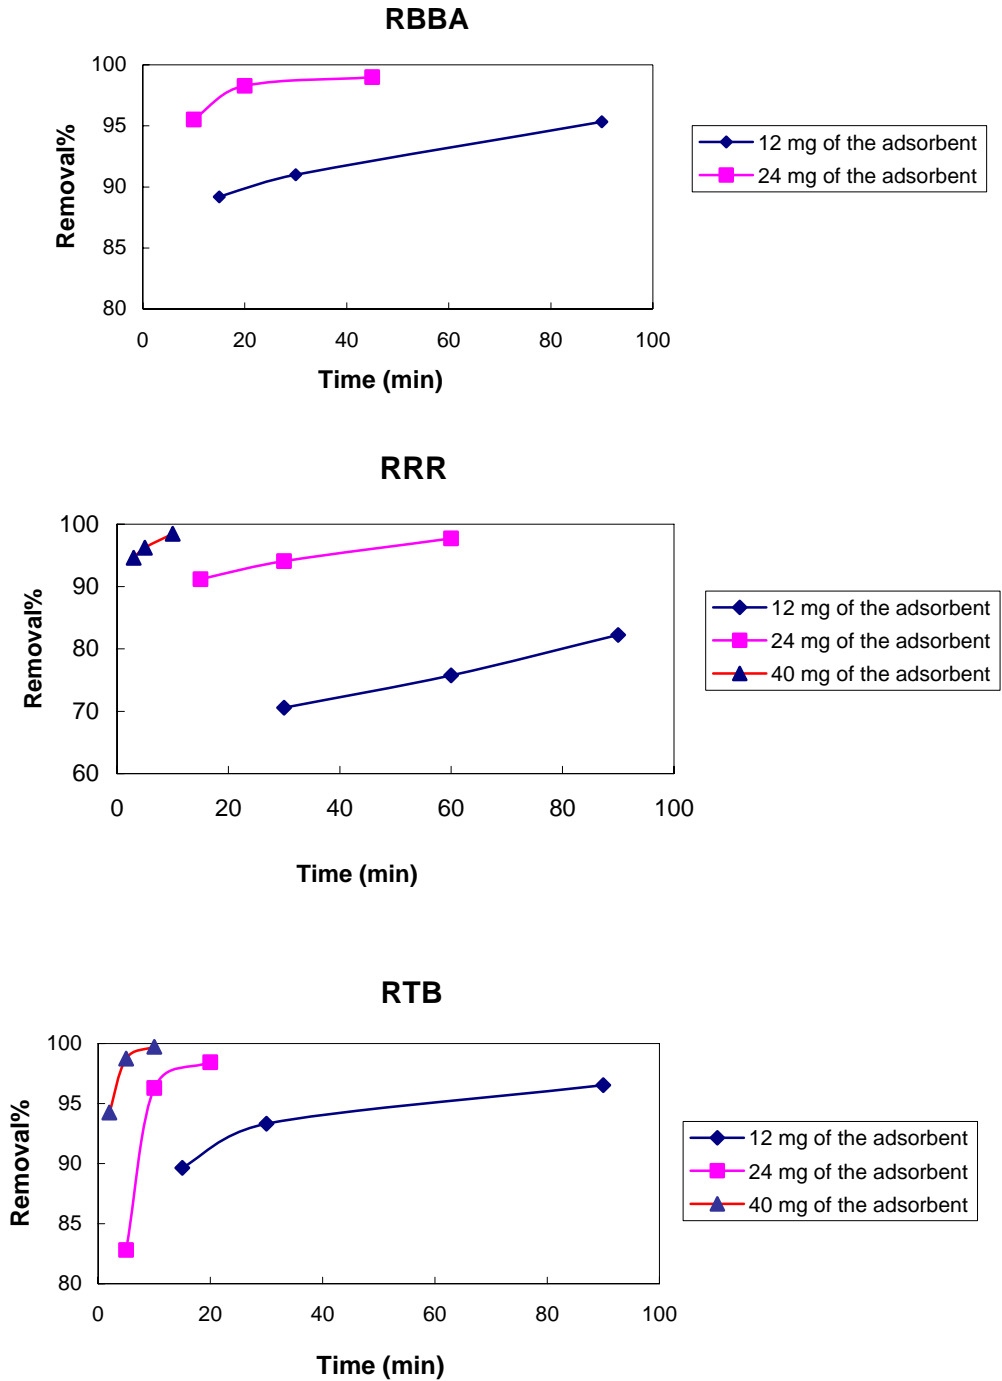 RBBA
100
95
90
85
80
Removal%
0 20 40 60 80 100
Time (min)
12 mg of the adsorbent
24 mg of the adsorbent
RRR
100
90
80
70
60
Removal%
0 20 40 60 80 100
Time (min)
12 mg of the adsorbent
24 mg of the adsorbent
40 mg of the adsorbent
RTB
100
95
90
85
80
Removal%
0 20 40 60 80 100
Time (min)
12 mg of the adsorbent
24 mg of the adsorbent
40 mg of the adsorbent